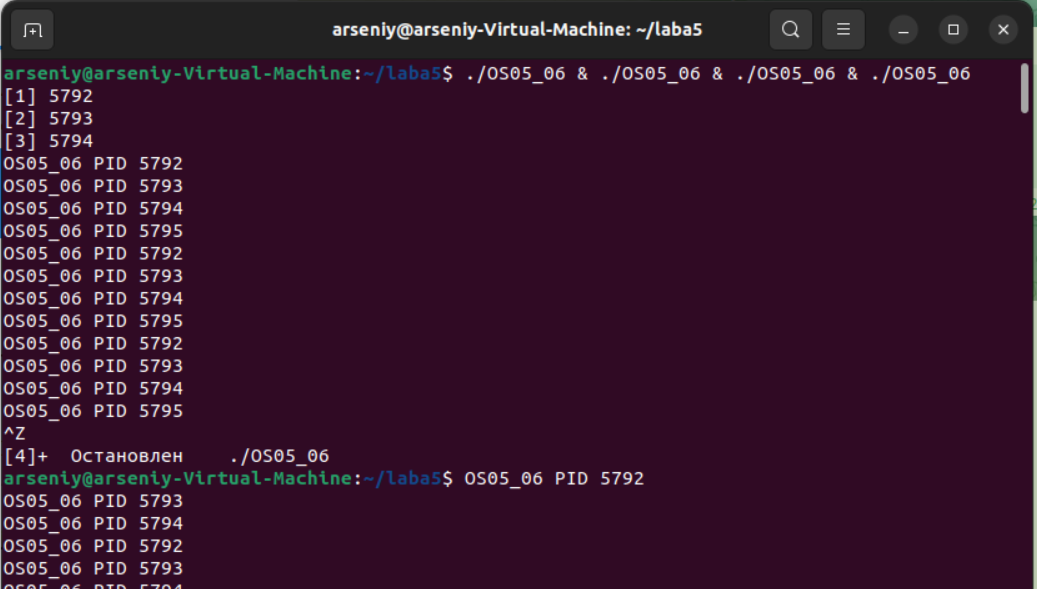 arseniy@arseniy-Virtual-Machine: ~/laba5
arseniy@arseniy-Virtual-Machine:~/laba5$ ./OS05_06 & ./OS05_06 & ./OS05_06 & ./OS05_06
[1] 5792
[2] 5793
[3] 5794
OS05_06 PID 5792
OS05_06 PID 5793
OS05_06 PID 5794
OS05_06 PID 5795
OS05_06 PID 5792
OS05_06 PID 5793
OS05_06 PID 5794
OS05_06 PID 5795
OS05_06 PID 5792
OS05_06 PID 5793
OS05_06 PID 5794
OS05_06 PID 5795
^Z
[4]+  Остановлен    ./OS05_06
arseniy@arseniy-Virtual-Machine:~/laba5$ OS05_06 PID 5792
OS05_06 PID 5793
OS05_06 PID 5794
OS05_06 PID 5792
OS05_06 PID 5793
OS05_06 PID 5794